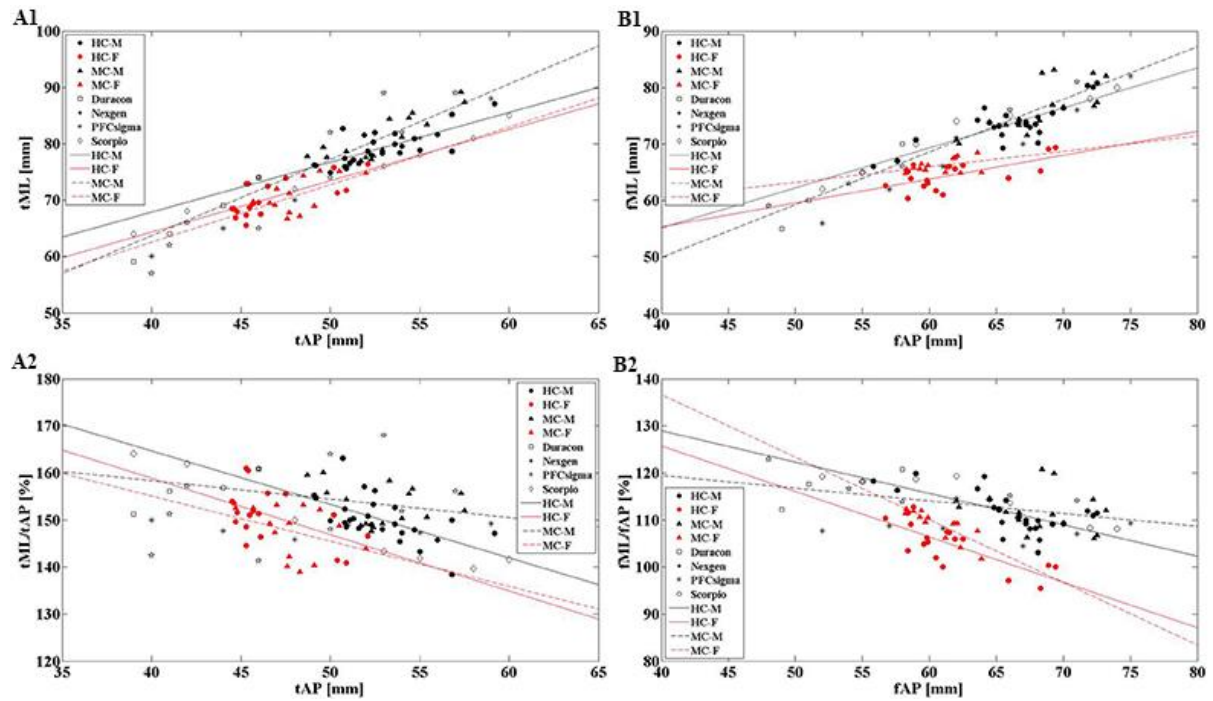 A1
100
90
80
70
60
50
tML [mm]
HC-M
HC-F
MC-M
MC-F
Duracon
Nexgen
PFCsigma
Scorpio
HC-M
HC-F
MC-M
MC-F
35 40 45 50 55 60 65
tAP [mm]
B1
100
90
80
70
60
50
fML [mm]
HC-M
HC-F
MC-M
MC-F
Duracon
Nexgen
PFCsigma
Scorpio
HC-M
HC-F
MC-M
MC-F
40 45 50 55 60 65 70 75 80
fAP [mm]
A2
180
170
160
150
140
130
120
tML/tAP [%]
HC-M
HC-F
MC-M
MC-F
Duracon
Nexgen
PFCsigma
Scorpio
HC-M
HC-F
MC-M
MC-F
35 40 45 50 55 60 65
tAP [mm]
B2
140
130
120
110
100
90
80
fML/fAP [%]
HC-M
HC-F
MC-M
MC-F
Duracon
Nexgen
PFCsigma
Scorpio
HC-M
HC-F
MC-M
MC-F
40 45 50 55 60 65 70 75 80
fAP [mm]